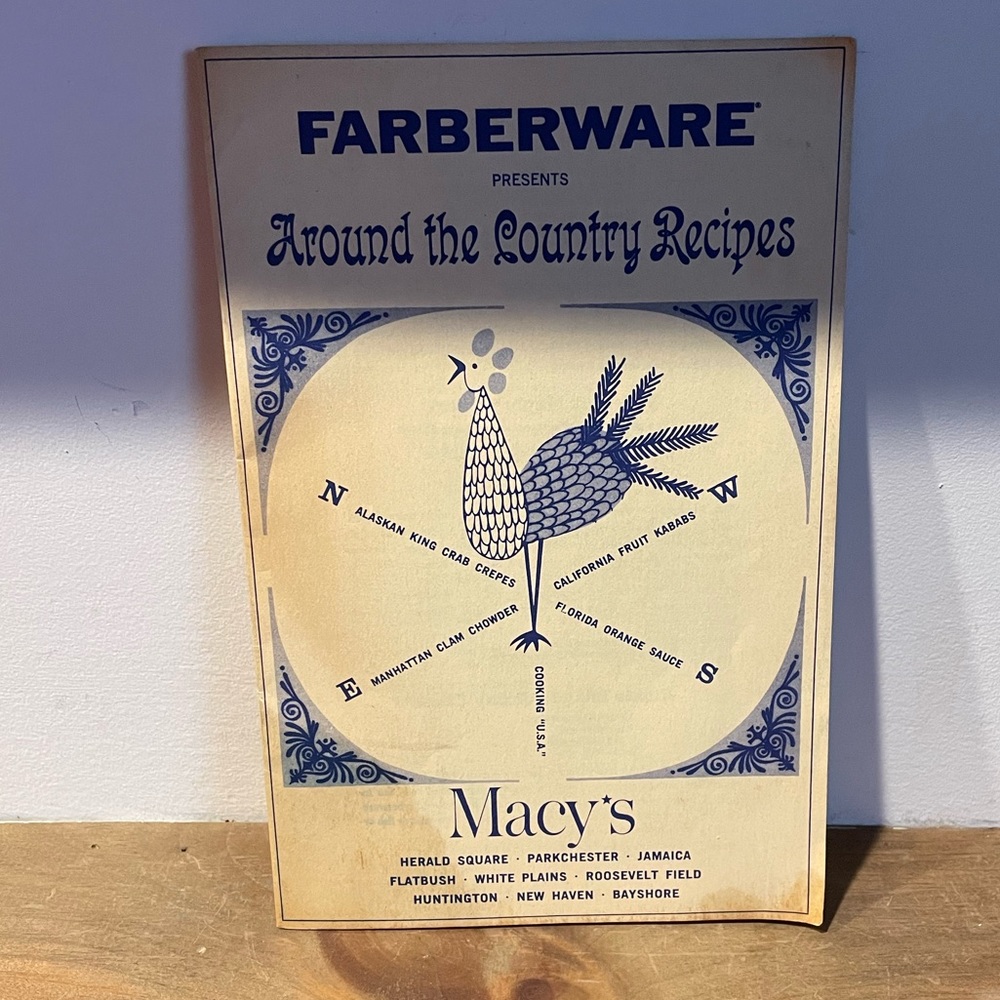 FARBERWARE®
PRESENTS
Around the Country Recipes
N
ALASKAN KING CRAB CREPES
W
CALIFORNIA FRUIT KABABS
E
MANHATTAN CLAM CHOWDER
S
FLORIDA ORANGE SAUCE
COOKING "U.S.A."
Macy's
HERALD SQUARE · PARKCHESTER · JAMAICA
FLATBUSH · WHITE PLAINS · ROOSEVELT FIELD
HUNTINGTON · NEW HAVEN · BAYSHORE